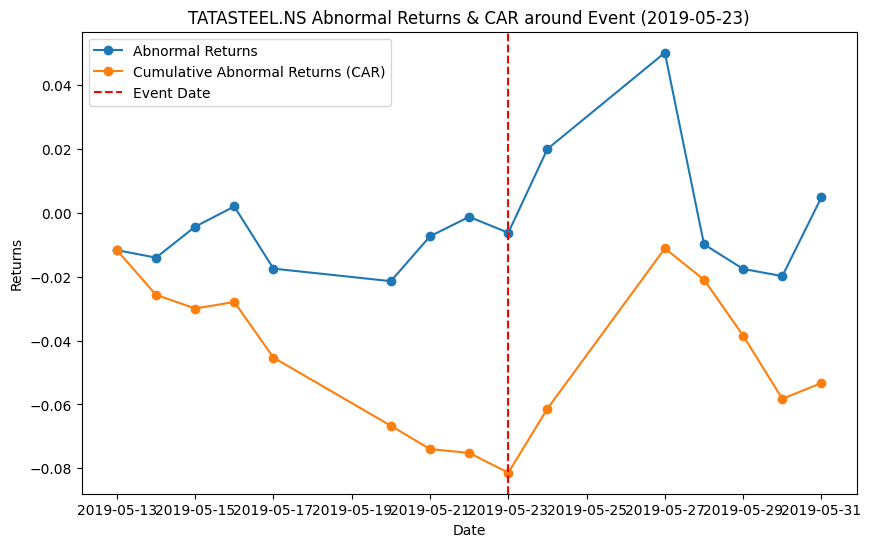 TATASTEEL.NS Abnormal Returns & CAR around Event (2019-05-23)
Abnormal Returns
Cumulative Abnormal Returns (CAR)
Event Date
Returns
0.04
0.02
0.00
−0.02
−0.04
−0.06
−0.08
2019-05-13 2019-05-15 2019-05-17 2019-05-19 2019-05-21 2019-05-23 2019-05-25 2019-05-27 2019-05-29 2019-05-31
Date